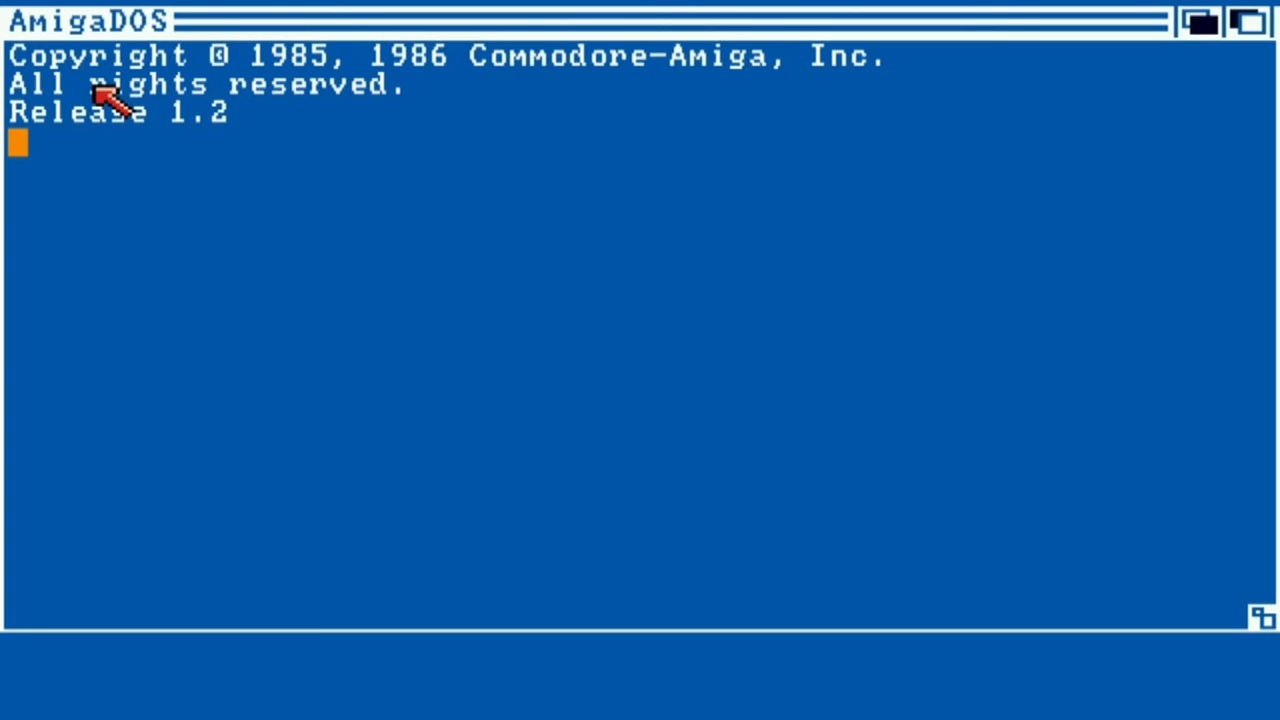 AmigaDOS
Copyright © 1985, 1986 Commodore-Amiga, Inc.
All rights reserved.
Release 1.2